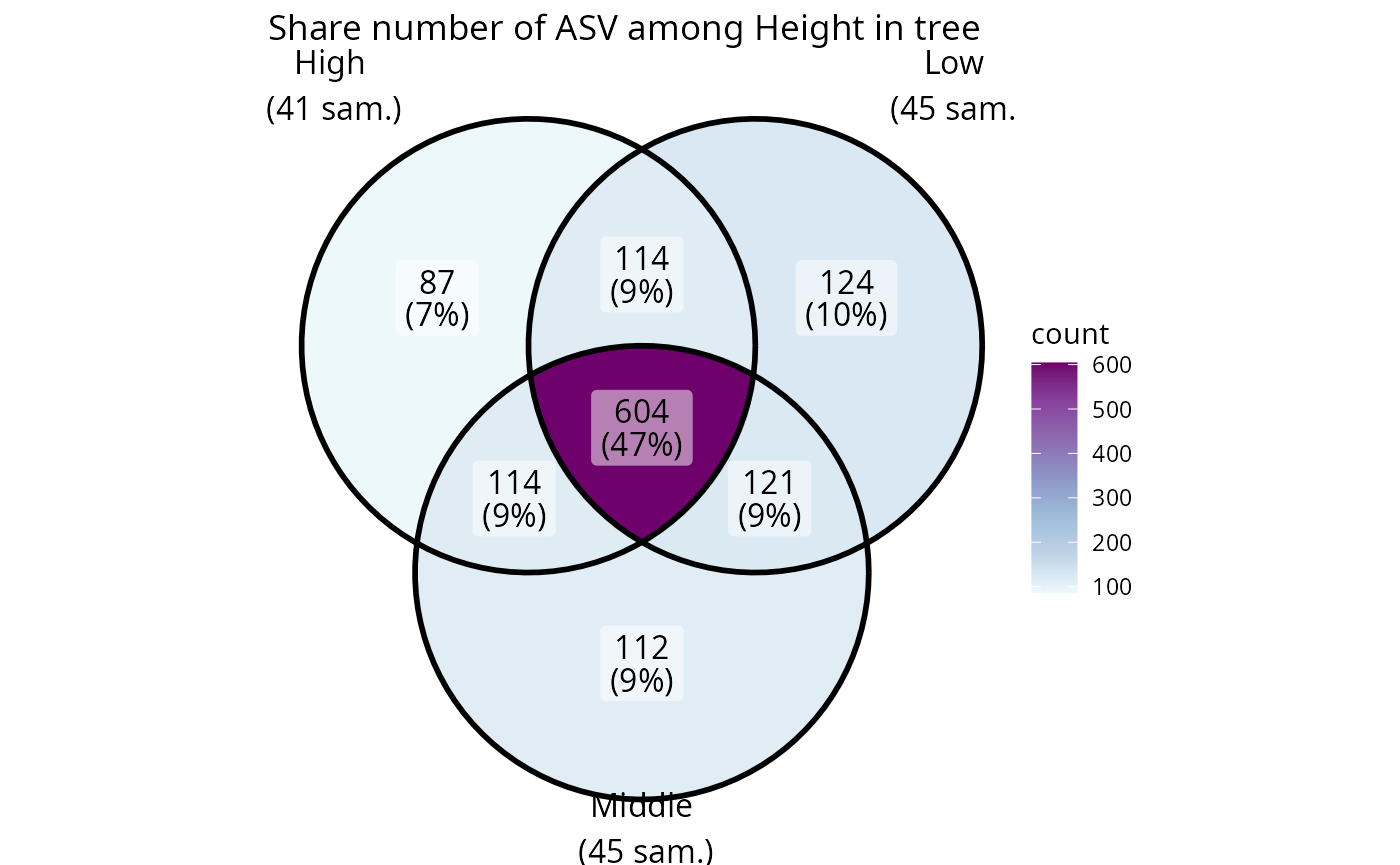 Share number of ASV among Height in tree
High
(41 sam.)
Low
(45 sam.
114
(9%)
87
(7%)
124
(10%)
604
(47%)
114
(9%)
121
(9%)
112
(9%)
Middle
(45 sam.)
count
600
500
400
300
200
100